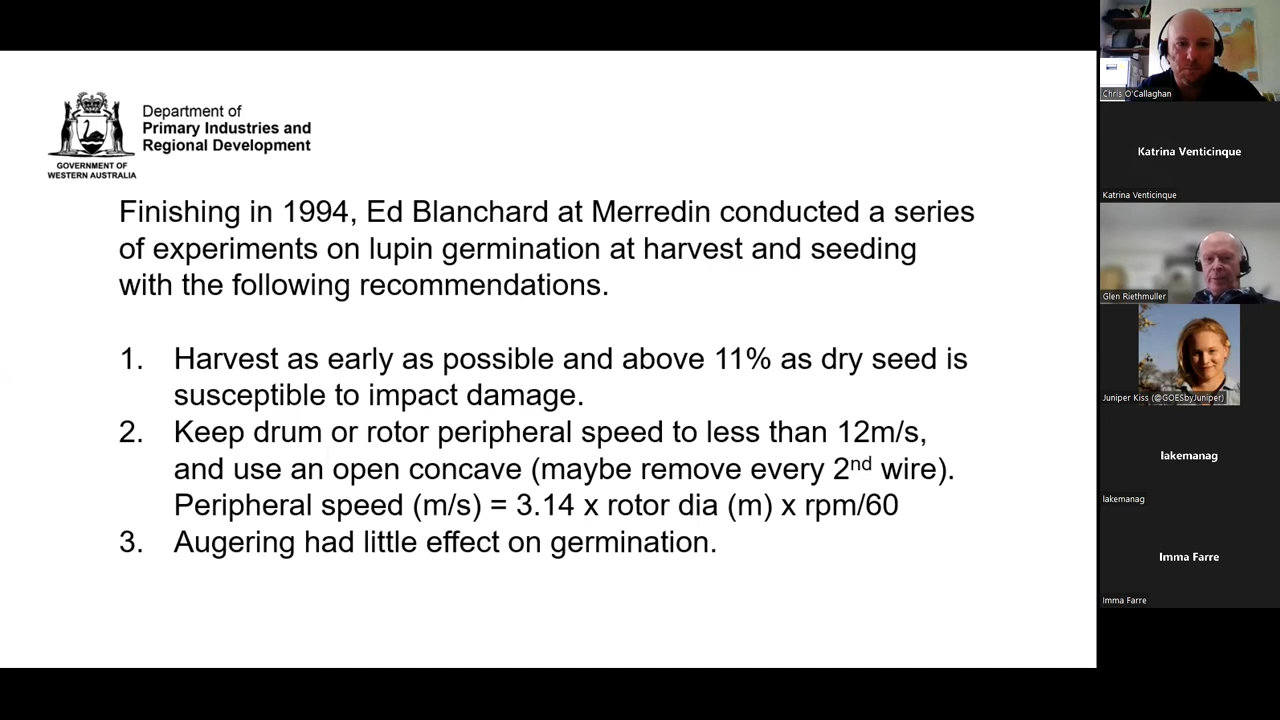 Department of
Primary Industries and
Regional Development
GOVERNMENT OF
WESTERN AUSTRALIA
Finishing in 1994, Ed Blanchard at Merredin conducted a series
of experiments on lupin germination at harvest and seeding
with the following recommendations.
1. Harvest as early as possible and above 11% as dry seed is
susceptible to impact damage.
2. Keep drum or rotor peripheral speed to less than 12m/s,
and use an open concave (maybe remove every 2nd wire).
Peripheral speed (m/s) = 3.14 x rotor dia (m) x rpm/60
3. Augering had little effect on germination.
Chris O'Callaghan
Katrina Venticinque
Katrina Venticinque
Glen Riethmuller
Juniper Kiss (@GOESbyJuniper)
lakemanag
lakemanag
Imma Farre
Imma Farre